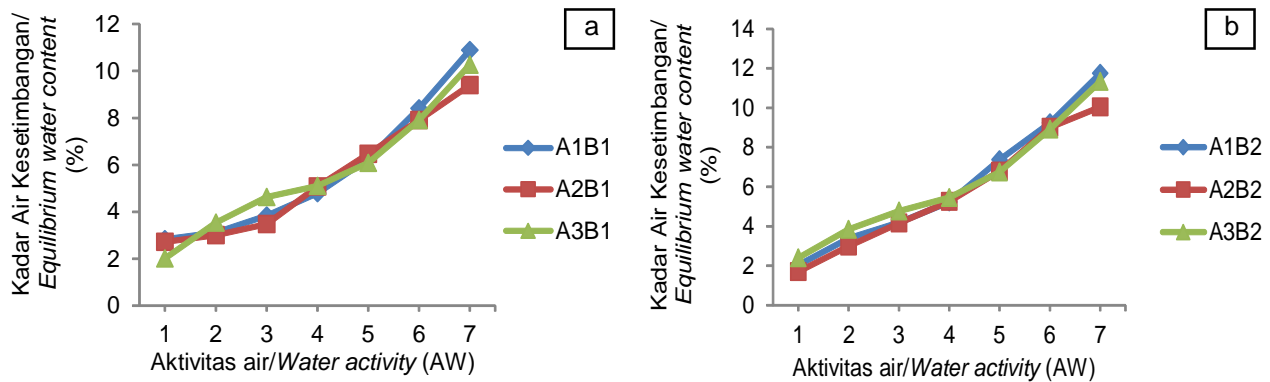 a
Kadar Air Kesetimbangan/
Equilibrium water content
(%)
12
10
8
6
4
2
0
1 2 3 4 5 6 7
Aktivitas air/Water activity (AW)
A1B1
A2B1
A3B1
b
Kadar Air Kesetimbangan/
Equilibrium water content
(%)
14
12
10
8
6
4
2
0
1 2 3 4 5 6 7
Aktivitas air/Water activity (AW)
A1B2
A2B2
A3B2